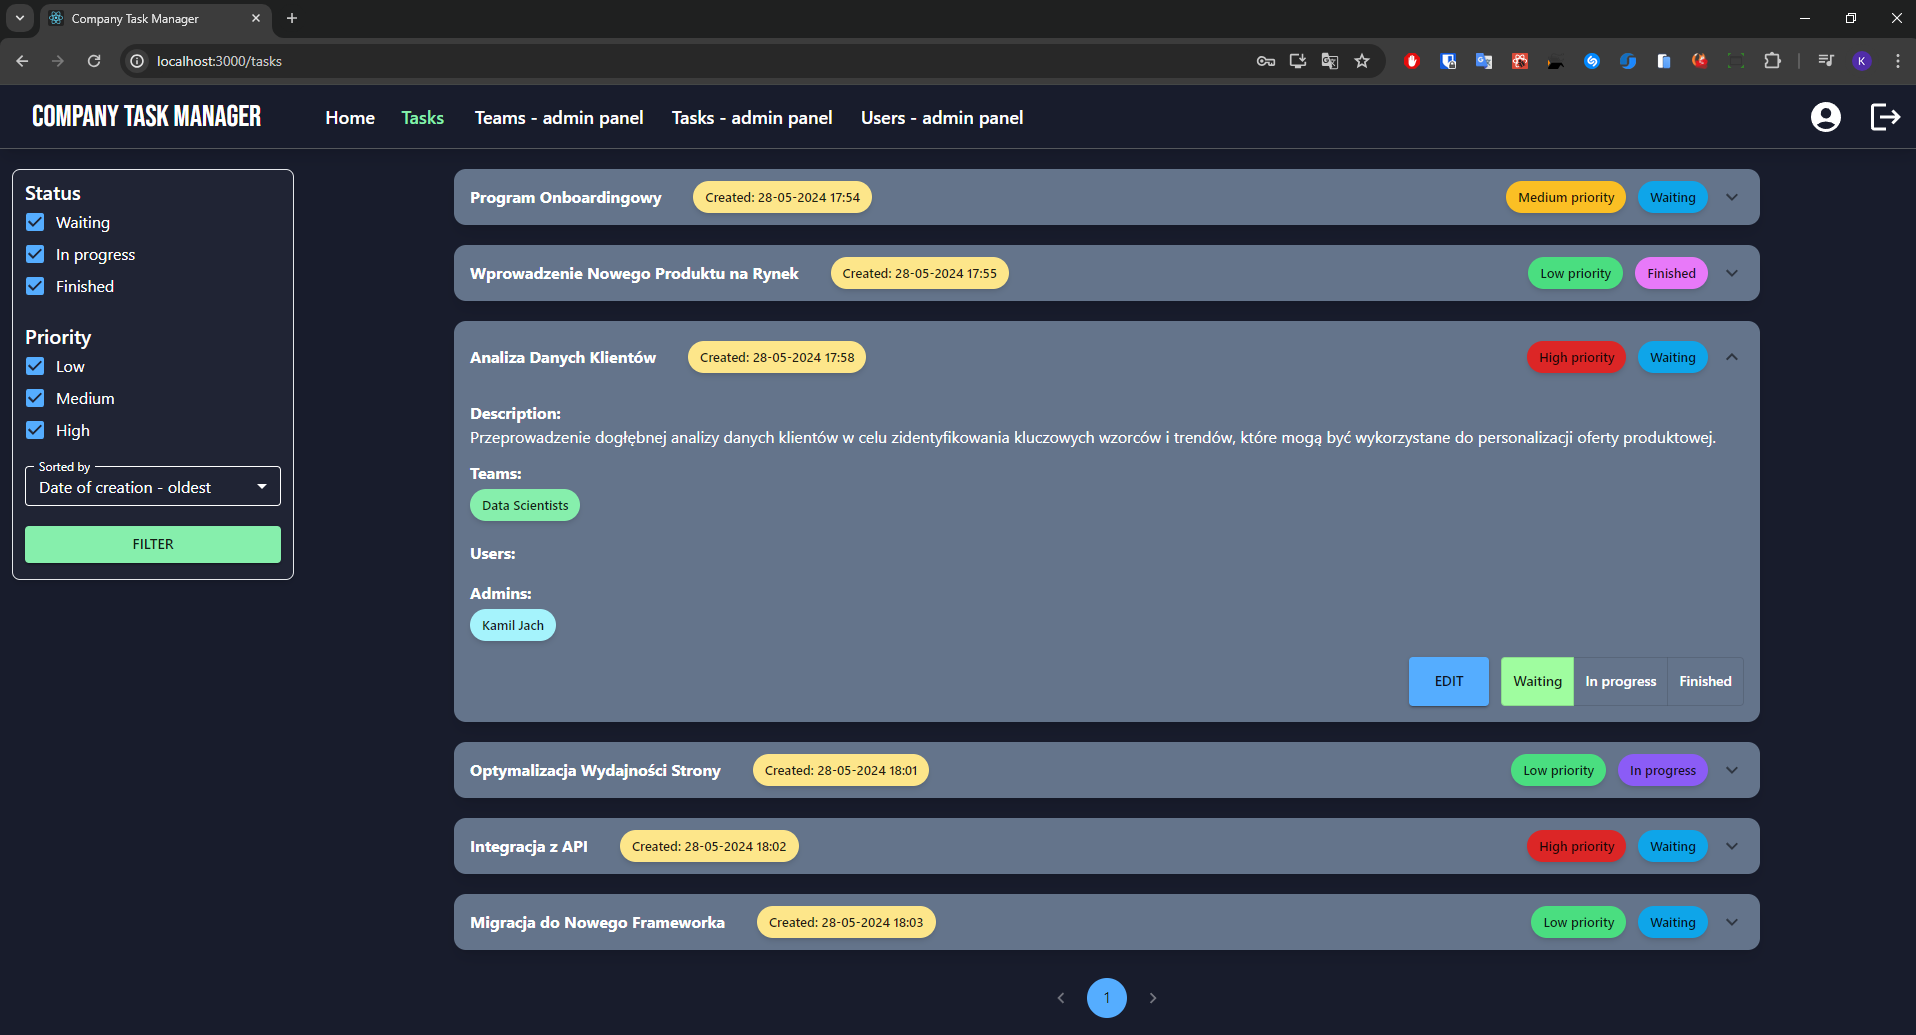 Company Task Manager
localhost:3000/tasks
K
COMPANY TASK MANAGER
Home Tasks Teams - admin panel Tasks - admin panel Users - admin panel
Status
Waiting
In progress
Finished
Priority
Low
Medium
High
Sorted by
Date of creation - oldest
FILTER
Program Onboardingowy Created: 28-05-2024 17:54 Medium priority Waiting
Wprowadzenie Nowego Produktu na Rynek Created: 28-05-2024 17:55 Low priority Finished
Analiza Danych Klientów Created: 28-05-2024 17:58 High priority Waiting
Description:
Przeprowadzenie dogłębnej analizy danych klientów w celu zidentyfikowania kluczowych wzorców i trendów, które mogą być wykorzystane do personalizacji oferty produktowej.
Teams:
Data Scientists
Users:
Admins:
Kamil Jach
EDIT Waiting In progress Finished
Optymalizacja Wydajności Strony Created: 28-05-2024 18:01 Low priority In progress
Integracja z API Created: 28-05-2024 18:02 High priority Waiting
Migracja do Nowego Frameworka Created: 28-05-2024 18:03 Low priority Waiting
1